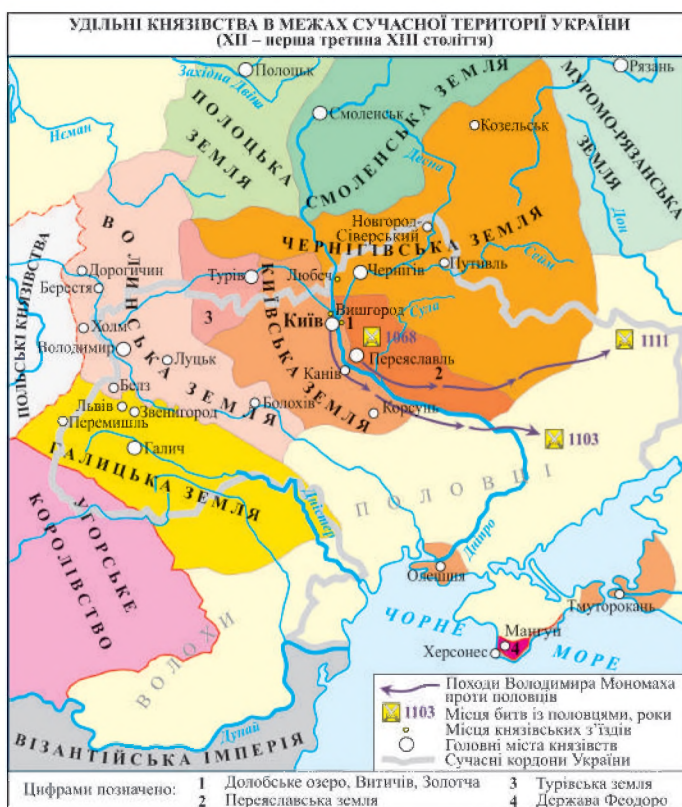 УДІЛЬНІ КНЯЗІВСТВА В МЕЖАХ СУЧАСНОЇ ТЕРИТОРІЇ УКРАЇНИ
(XII – перша третина XIII століття)
Західна Двіна
Полоцьк
Рязань
ПОЛОЦЬКА ЗЕМЛЯ
Смоленськ
СМОЛЕНСЬКА ЗЕМЛЯ
Козельськ
МУРОМО-РЯЗАНСЬКА ЗЕМЛЯ
Нєман
Десна
Дон
Новгород-
Сіверський
ЧЕРНІГІВСЬКА ЗЕМЛЯ
ПОЛЬСЬКІ КНЯЗІВСТВА
ВОЛИНСЬКА ЗЕМЛЯ
Дорогичин
Берестя
Турів
Любеч
Чернігів
Путивль
Сейм
3
КИЇВСЬКА ЗЕМЛЯ
Вишгород
Сула
Київ
1
1068
1111
Холм
Володимир
Луцьк
Переяславль
2
Канів
Белз
Львів
Звенигород
Болохів
Корсунь
Перемишль
1103
Галич
ГАЛИЦЬКА ЗЕМЛЯ
ПОЛОВЦІ
Дністер
Дніпро
УГОРСЬКЕ КОРОЛІВСТВО
Олешшя
Тмуторокань
ВОЛОХИ
ЧОРНЕ МОРЕ
Мангуп
Херсонес
4
Дунай
ВІЗАНТІЙСЬКА ІМПЕРІЯ
Походи Володимира Мономаха
проти половців
1103 Місця битв із половцями, роки
Місця князівських з’їздів
Головні міста князівств
Сучасні кордони України
Цифрами позначено:
1 Долобське озеро, Витичів, Золотча
2 Переяславська земля
3 Турівська земля
4 Держава Феодоро